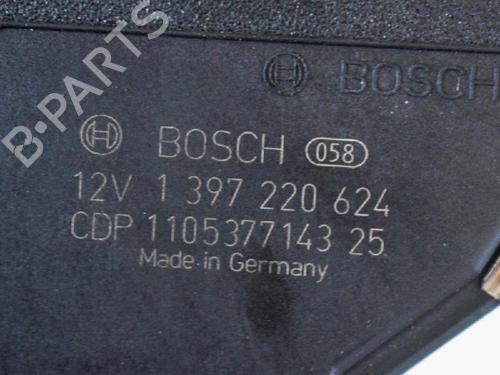 B-PARTS
BOSCH
BOSCH 058
12V 1 397 220 624
CDP 1105377143 25
Made in Germany